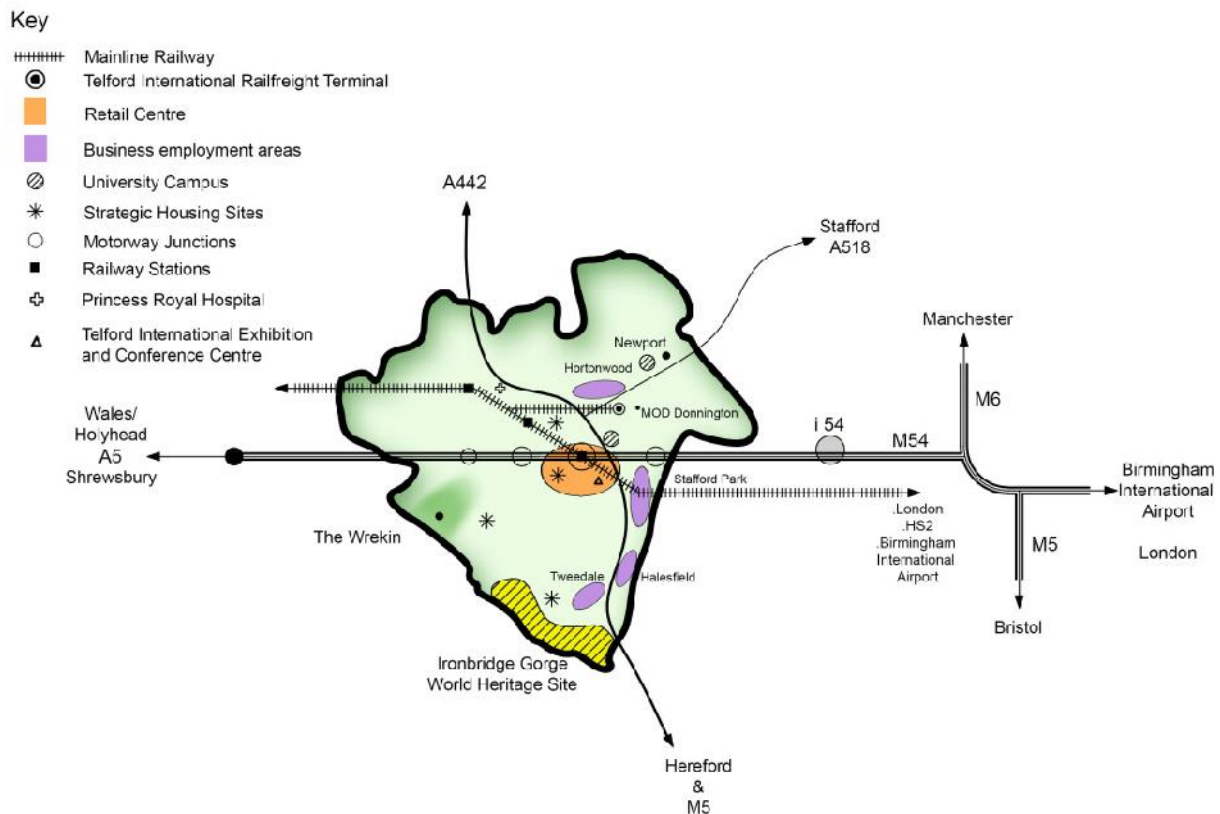 Key
Mainline Railway
Telford International Railfreight Terminal
Retail Centre
Business employment areas
University Campus
Strategic Housing Sites
Motorway Junctions
Railway Stations
Princess Royal Hospital
Telford International Exhibition
and Conference Centre
A442
Stafford
A518
Newport
Hortonwood
MOD Donnington
Manchester
M6
i 54
M54
Wales/
Holyhead
A5
Shrewsbury
Birmingham
International
Airport
London
Stafford Park
.London
.HS2
.Birmingham
International
Airport
M5
Bristol
The Wrekin
Tweedale
Halesfield
Ironbridge Gorge
World Heritage Site
Hereford
&
M5